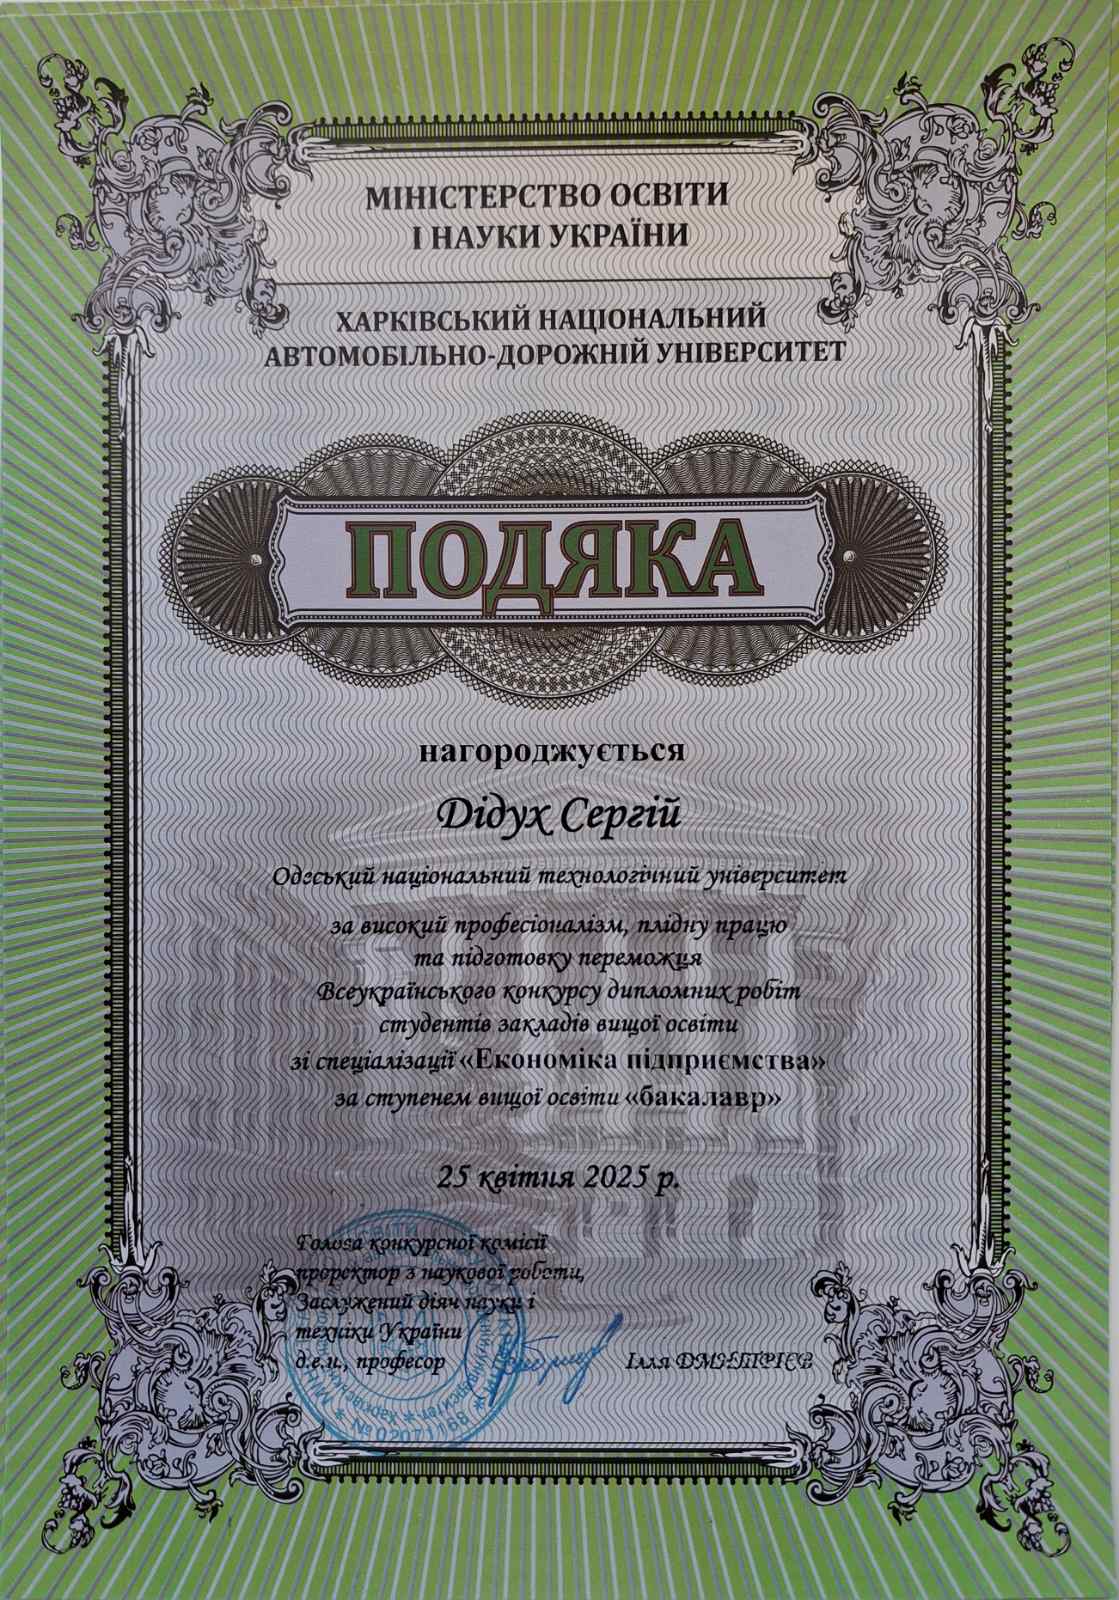 МІНІСТЕРСТВО ОСВІТИ
І НАУКИ УКРАЇНИ
ХАРКІВСЬКИЙ НАЦІОНАЛЬНИЙ
АВТОМОБІЛЬНО-ДОРОЖНІЙ УНІВЕРСИТЕТ
ПОДЯКА
нагороджується
Дідух Сергій
Одеський національний технологічний університет
за високий професіоналізм, плідну працю
та підготовку переможця
Всеукраїнського конкурсу дипломних робіт
студентів закладів вищої освіти
зі спеціалізації «Економіка підприємства»
за ступенем вищої освіти «бакалавр»
25 квітня 2025 р.
Голова конкурсної комісії
проректор з наукової роботи,
Заслужений діяч науки і
техніки України
д.е.н., професор
Ілля ДМИТРІЄВ
№ 02071168